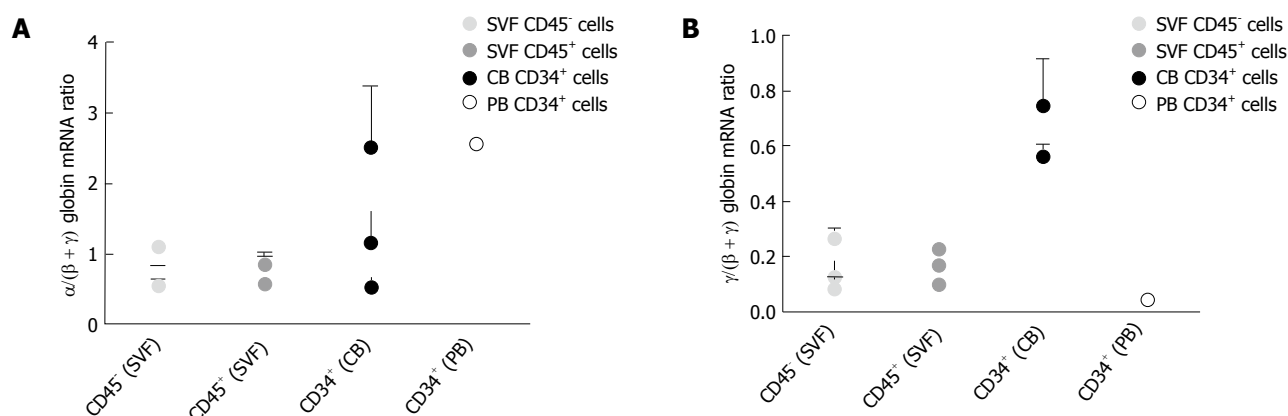 A
α/(β + γ) globin mRNA ratio
4
3
2
1
0
SVF CD45⁻ cells
SVF CD45⁺ cells
CB CD34⁺ cells
PB CD34⁺ cells
CD45⁻ (SVF)
CD45⁺ (SVF)
CD34⁺ (CB)
CD34⁺ (PB)
B
γ/(β + γ) globin mRNA ratio
1.0
0.8
0.6
0.4
0.2
0.0
SVF CD45⁻ cells
SVF CD45⁺ cells
CB CD34⁺ cells
PB CD34⁺ cells
CD45⁻ (SVF)
CD45⁺ (SVF)
CD34⁺ (CB)
CD34⁺ (PB)